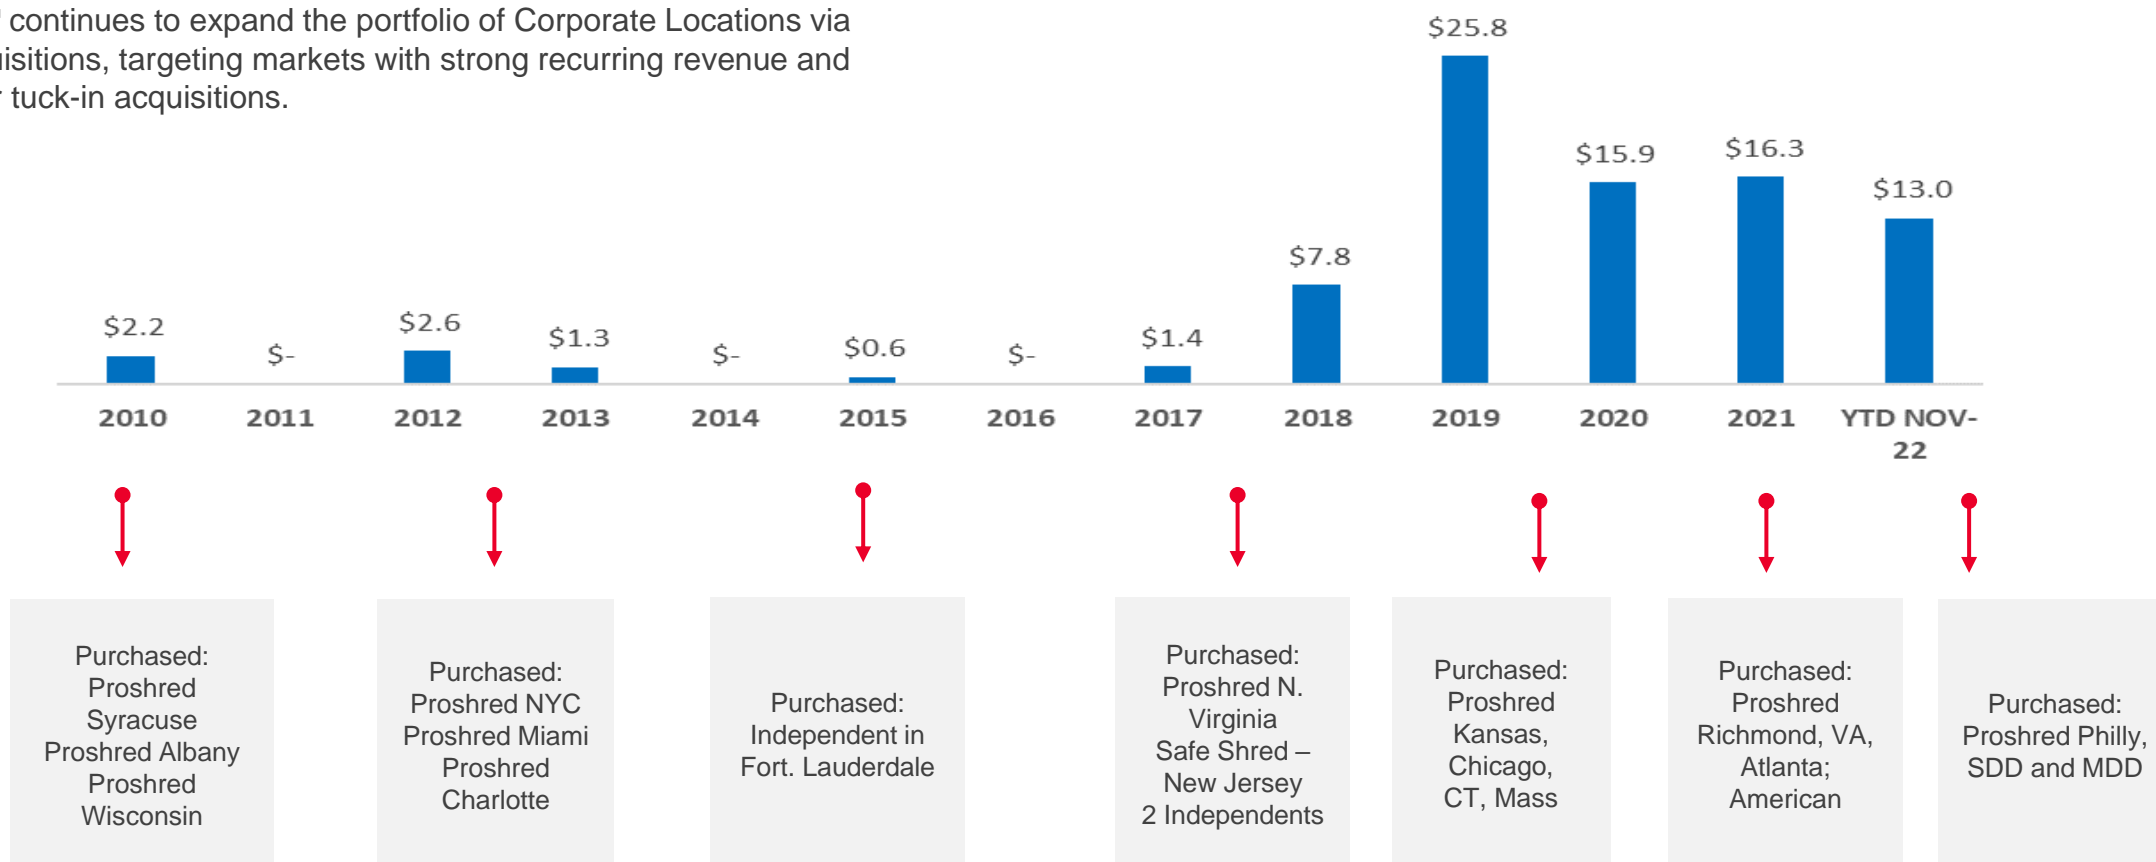 continues to expand the portfolio of Corporate Locations via
uisitions, targeting markets with strong recurring revenue and
r tuck-in acquisitions.
$2.2
$-
$2.6
$1.3
$-
$0.6
$-
$1.4
$7.8
$25.8
$15.9
$16.3
$13.0
2010
2011
2012
2013
2014
2015
2016
2017
2018
2019
2020
2021
YTD NOV-
22
Purchased:
Proshred
Syracuse
Proshred Albany
Proshred
Wisconsin
Purchased:
Proshred NYC
Proshred Miami
Proshred
Charlotte
Purchased:
Independent in
Fort. Lauderdale
Purchased:
Proshred N.
Virginia
Safe Shred –
New Jersey
2 Independents
Purchased:
Proshred
Kansas,
Chicago,
CT, Mass
Purchased:
Proshred
Richmond, VA,
Atlanta;
American
Purchased:
Proshred Philly,
SDD and MDD